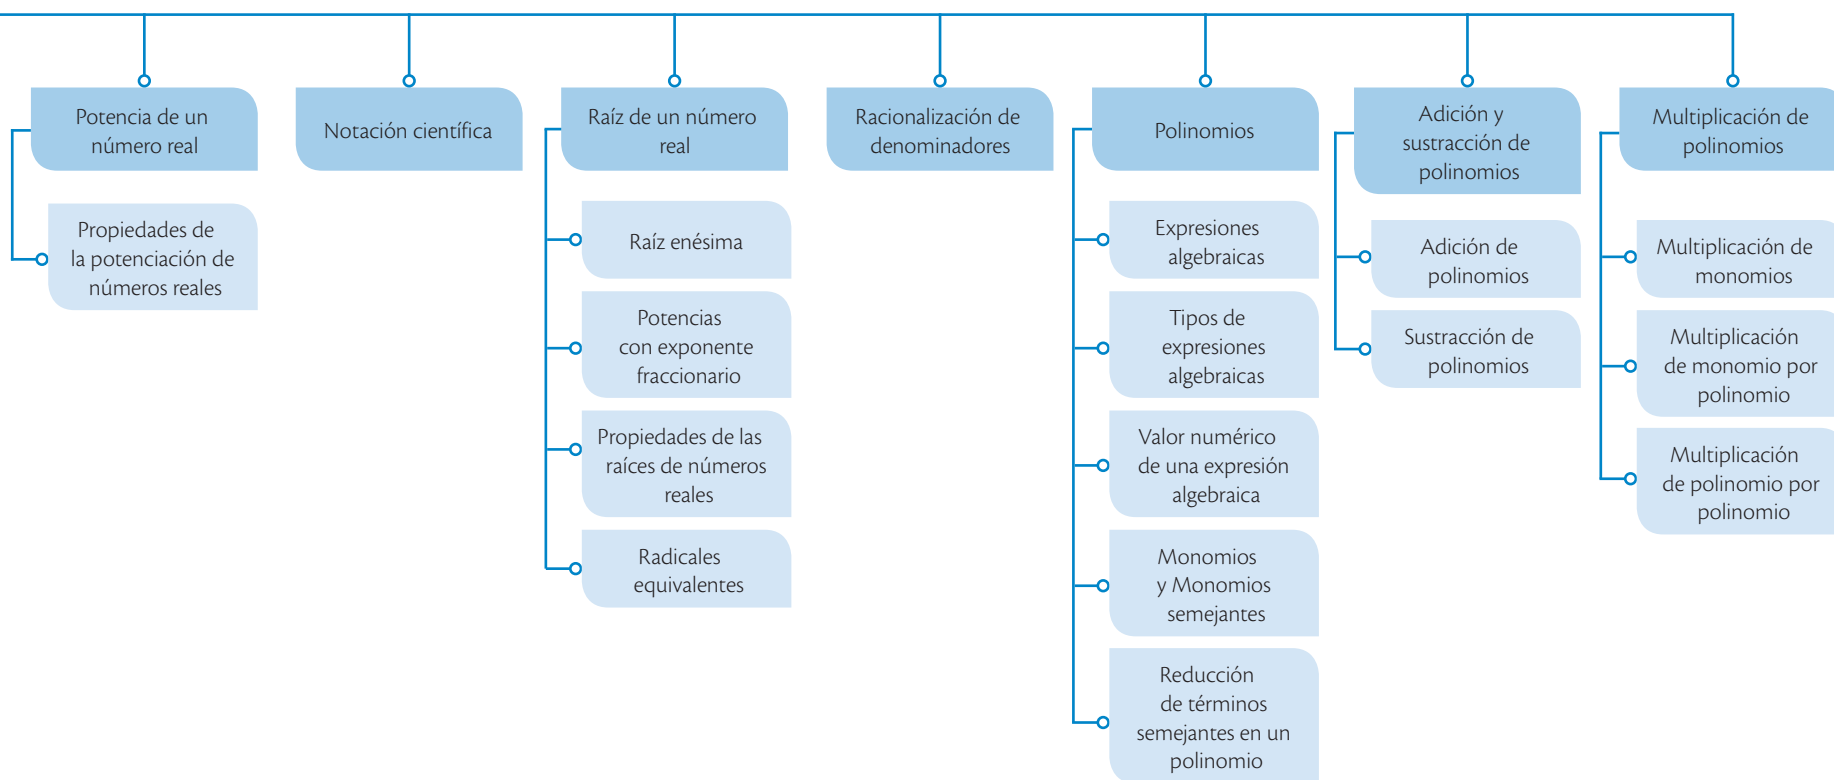 Potencia de un
número real
Propiedades de
la potenciación de
números reales
Notación científica
Raíz de un número
real
Raíz enésima
Potencias
con exponente
fraccionario
Propiedades de las
raíces de números
reales
Radicales
equivalentes
Racionalización de
denominadores
Polinomios
Expresiones
algebraicas
Tipos de
expresiones
algebraicas
Valor numérico
de una expresión
algebraica
Monomios
y Monomios
semejantes
Reducción
de términos
semejantes en un
polinomio
Adición y
sustracción de
polinomios
Adición de
polinomios
Sustracción de
polinomios
Multiplicación de
polinomios
Multiplicación de
monomios
Multiplicación
de monomio por
polinomio
Multiplicación
de polinomio por
polinomio